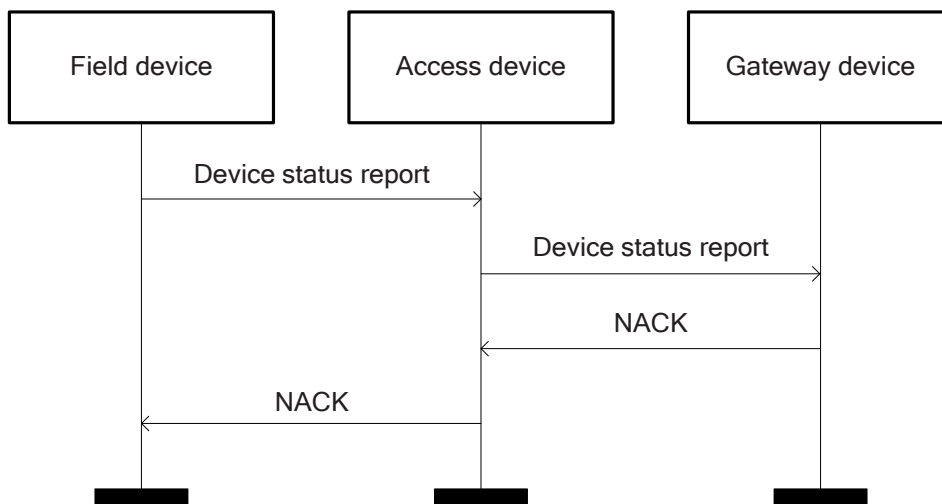 Field device
Access device
Gateway device
Device status report
Device status report
NACK
NACK